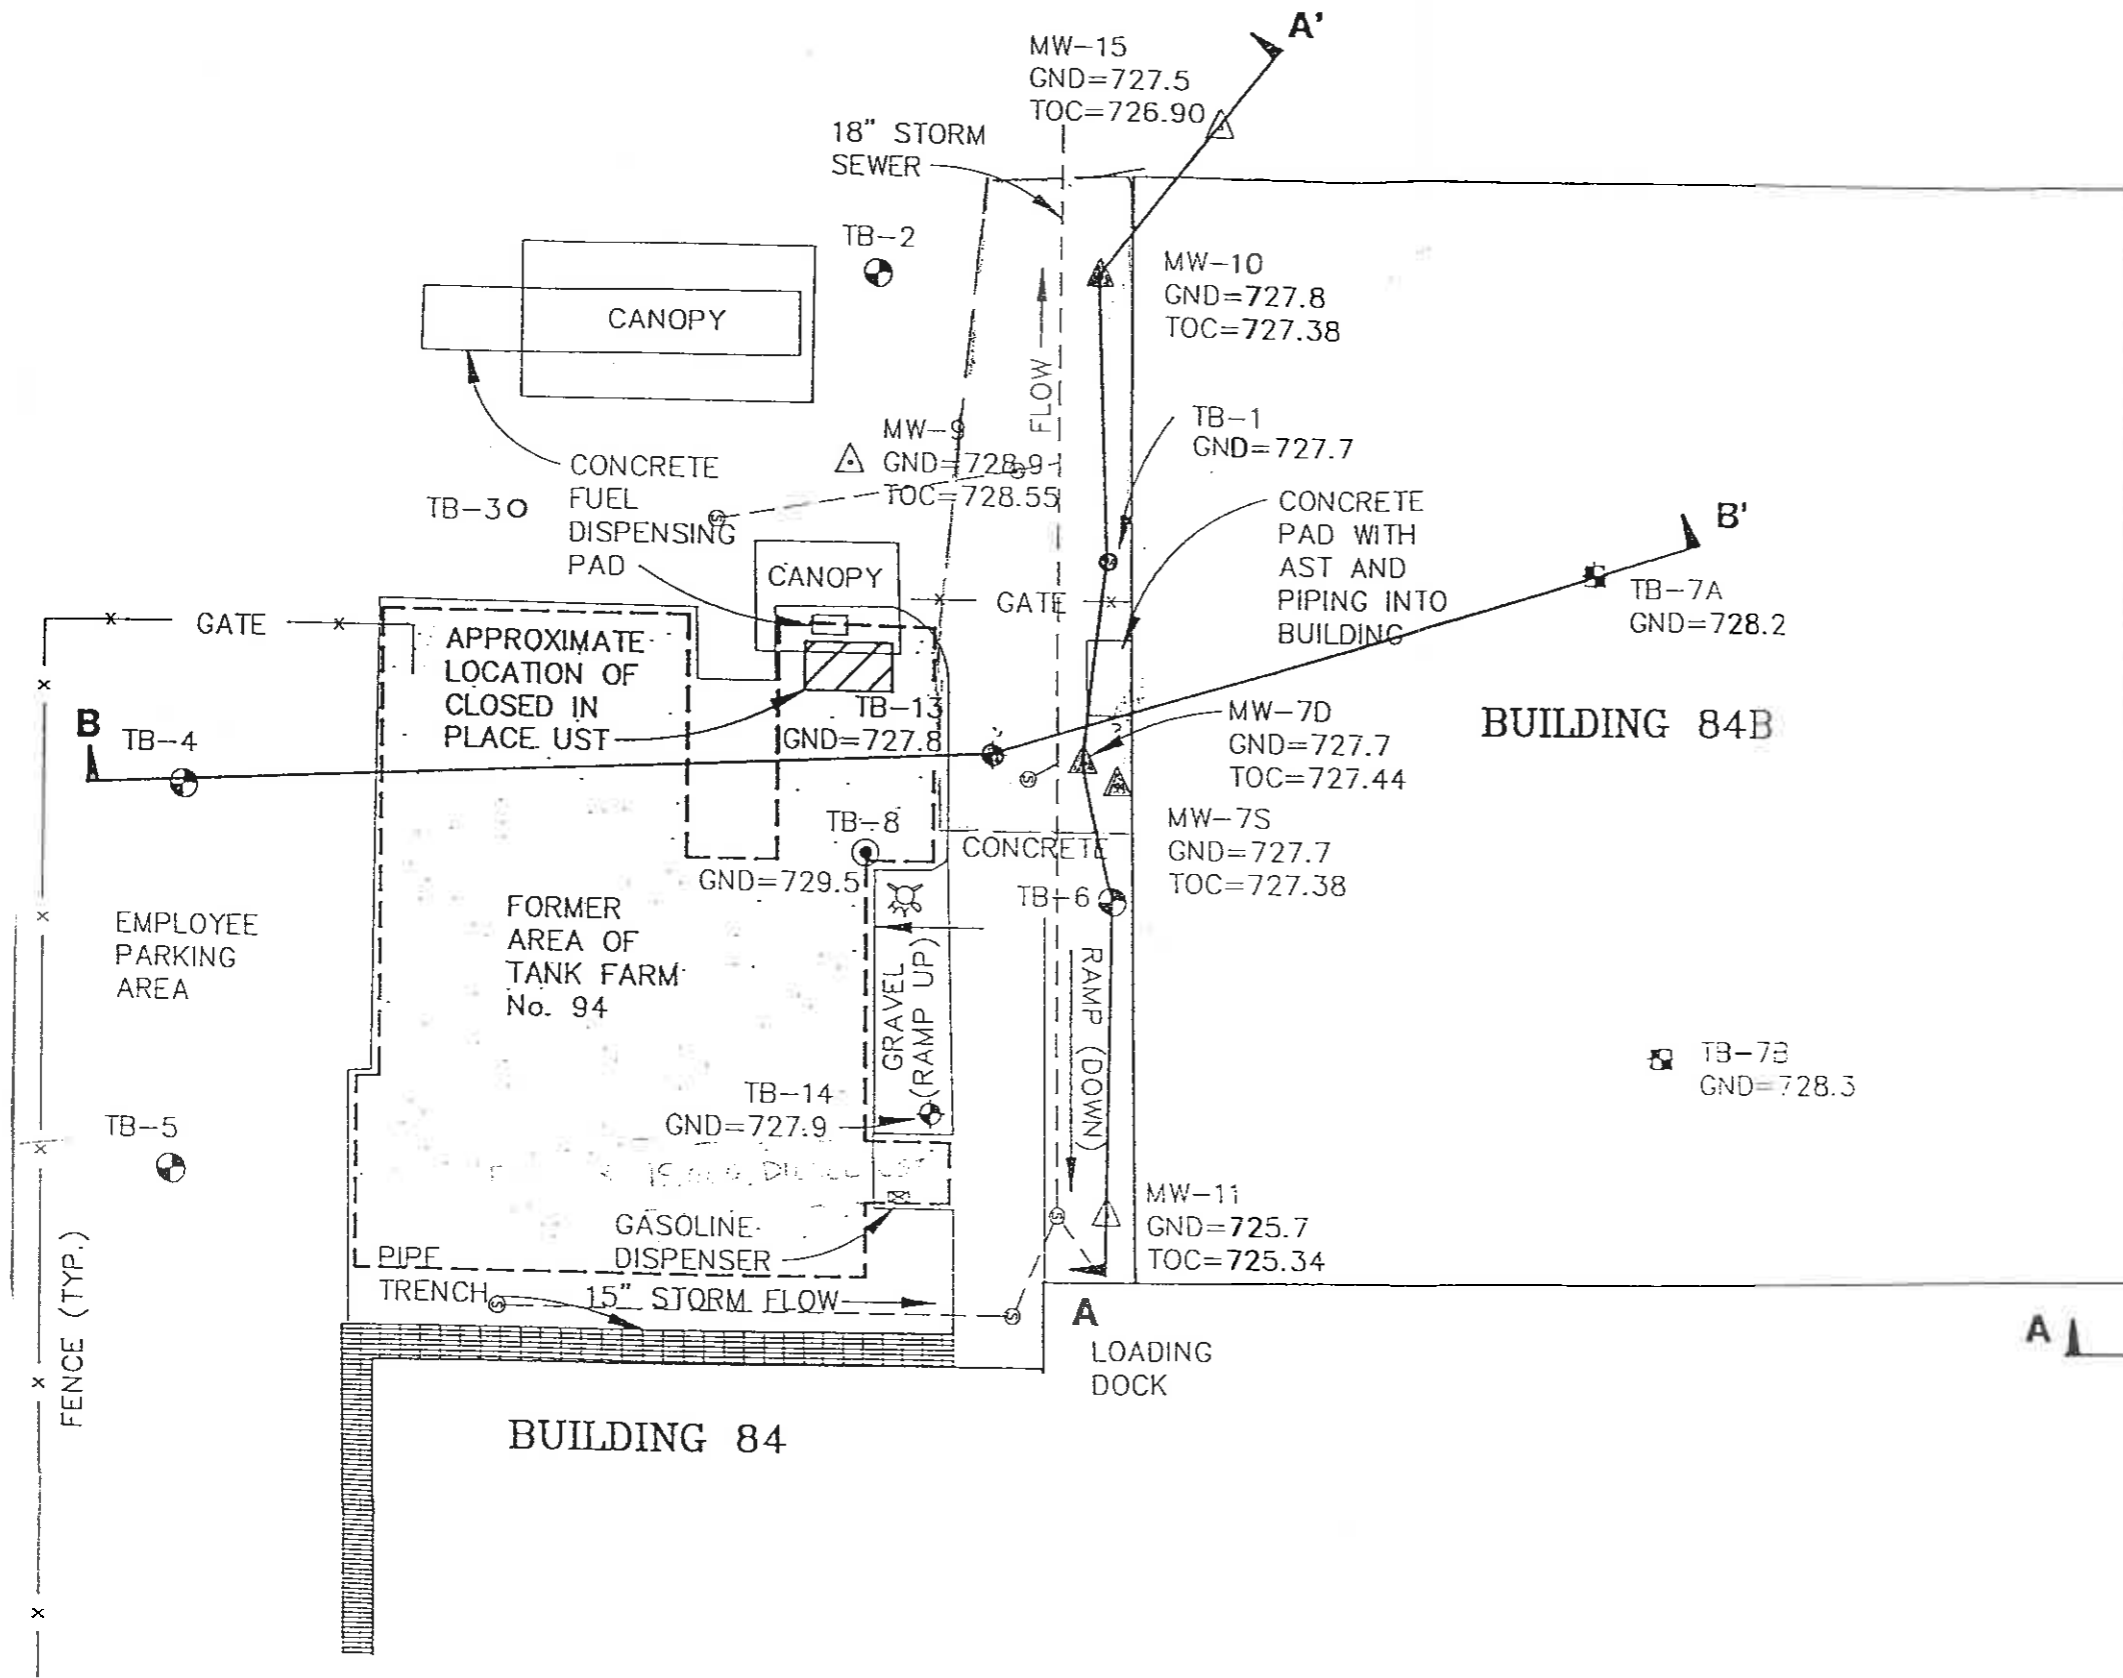 A'
MW-15
GND=727.5
TOC=726.90
18" STORM
SEWER
TB-2
CANOPY
MW-10
GND=727.8
TOC=727.38
FLOW
TB-1
GND=727.7
MW-9
GND=728.9
TOC=728.55
CONCRETE
FUEL
DISPENSING
PAD
TB-3
CONCRETE
PAD WITH
AST AND
PIPING INTO
BUILDING
B'
TB-7A
GND=728.2
CANOPY
GATE
GATE
APPROXIMATE
LOCATION OF
CLOSED IN
PLACE UST
TB-13
GND=727.8
B
TB-4
MW-7D
GND=727.7
TOC=727.44
BUILDING 84B
MW-7S
GND=727.7
TOC=727.38
TB-8
GND=729.5
CONCRETE
TB-6
EMPLOYEE
PARKING
AREA
FORMER
AREA OF
TANK FARM
No. 94
GRAVEL
(RAMP UP)
RAMP (DOWN)
TB-7B
GND=728.3
TB-14
GND=727.9
TB-5
MW-11
GND=725.7
TOC=725.34
GASOLINE
DISPENSER
PIPE
TRENCH
15" STORM FLOW
FENCE (TYP.)
A
LOADING
DOCK
A
BUILDING 84